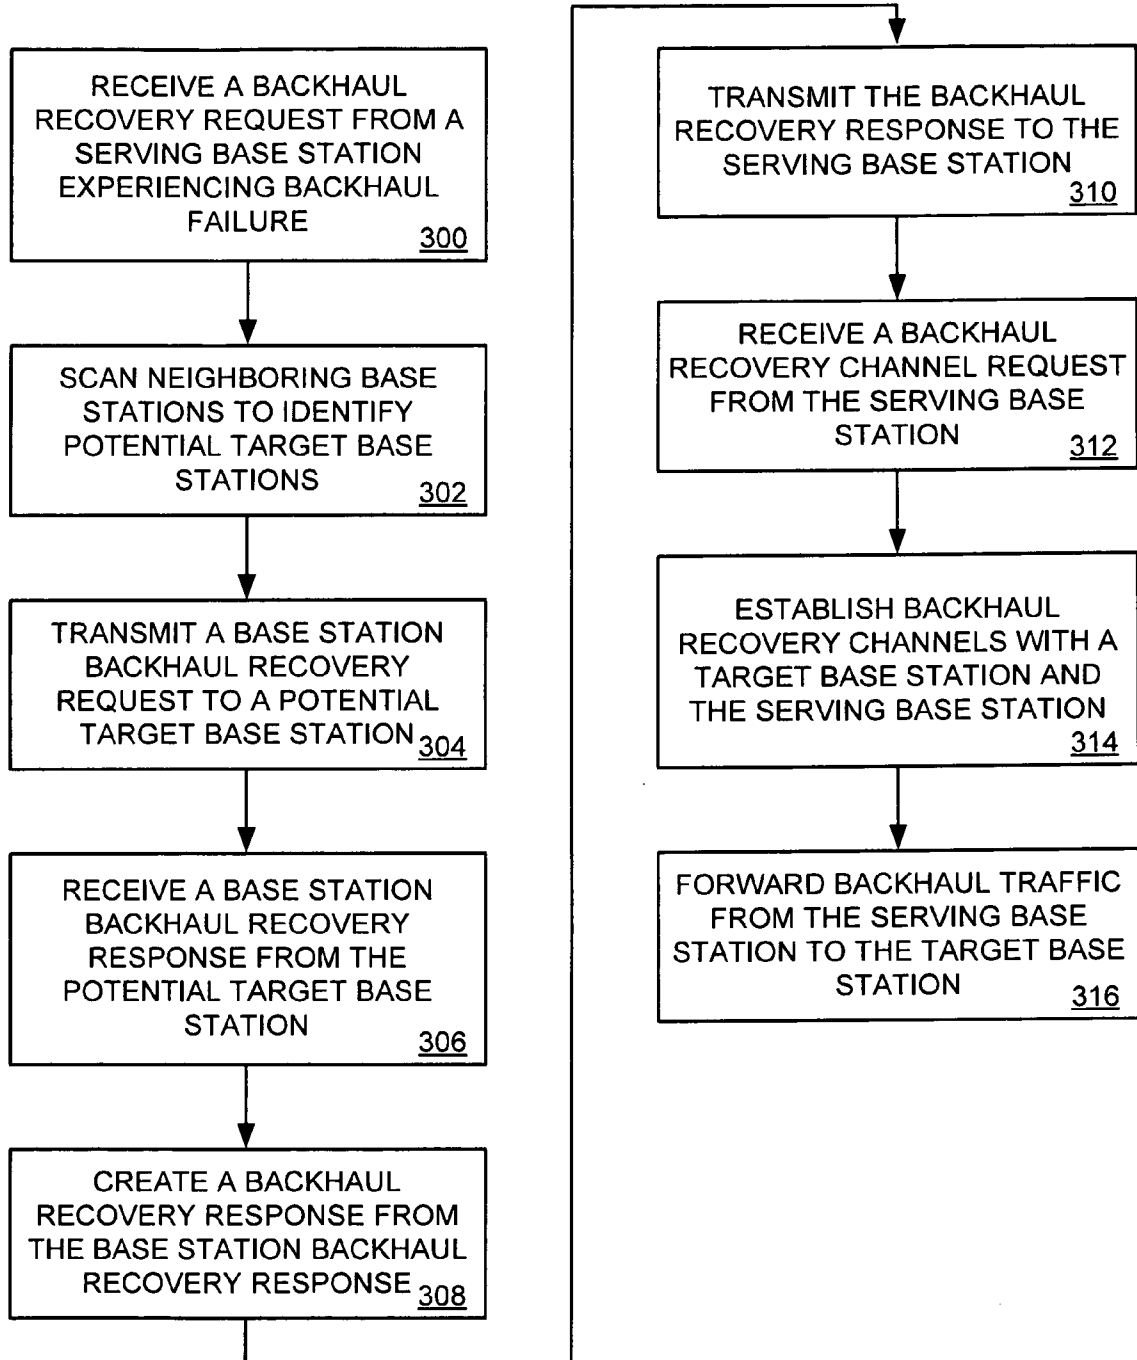 RECEIVE A BACKHAUL
RECOVERY REQUEST FROM A
SERVING BASE STATION
EXPERIENCING BACKHAUL
FAILURE
300
SCAN NEIGHBORING BASE
STATIONS TO IDENTIFY
POTENTIAL TARGET BASE
STATIONS
302
TRANSMIT A BASE STATION
BACKHAUL RECOVERY
REQUEST TO A POTENTIAL
TARGET BASE STATION
304
RECEIVE A BASE STATION
BACKHAUL RECOVERY
RESPONSE FROM THE
POTENTIAL TARGET BASE
STATION
306
CREATE A BACKHAUL
RECOVERY RESPONSE FROM
THE BASE STATION BACKHAUL
RECOVERY RESPONSE
308
TRANSMIT THE BACKHAUL
RECOVERY RESPONSE TO THE
SERVING BASE STATION
310
RECEIVE A BACKHAUL
RECOVERY CHANNEL REQUEST
FROM THE SERVING BASE
STATION
312
ESTABLISH BACKHAUL
RECOVERY CHANNELS WITH A
TARGET BASE STATION AND
THE SERVING BASE STATION
314
FORWARD BACKHAUL TRAFFIC
FROM THE SERVING BASE
STATION TO THE TARGET BASE
STATION
316